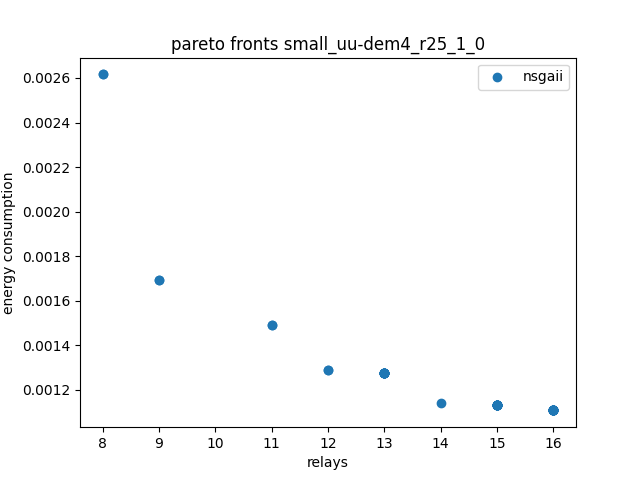 pareto fronts small_uu-dem4_r25_1_0
nsgaii
energy consumption
0.0026
0.0024
0.0022
0.0020
0.0018
0.0016
0.0014
0.0012
8 9 10 11 12 13 14 15 16
relays